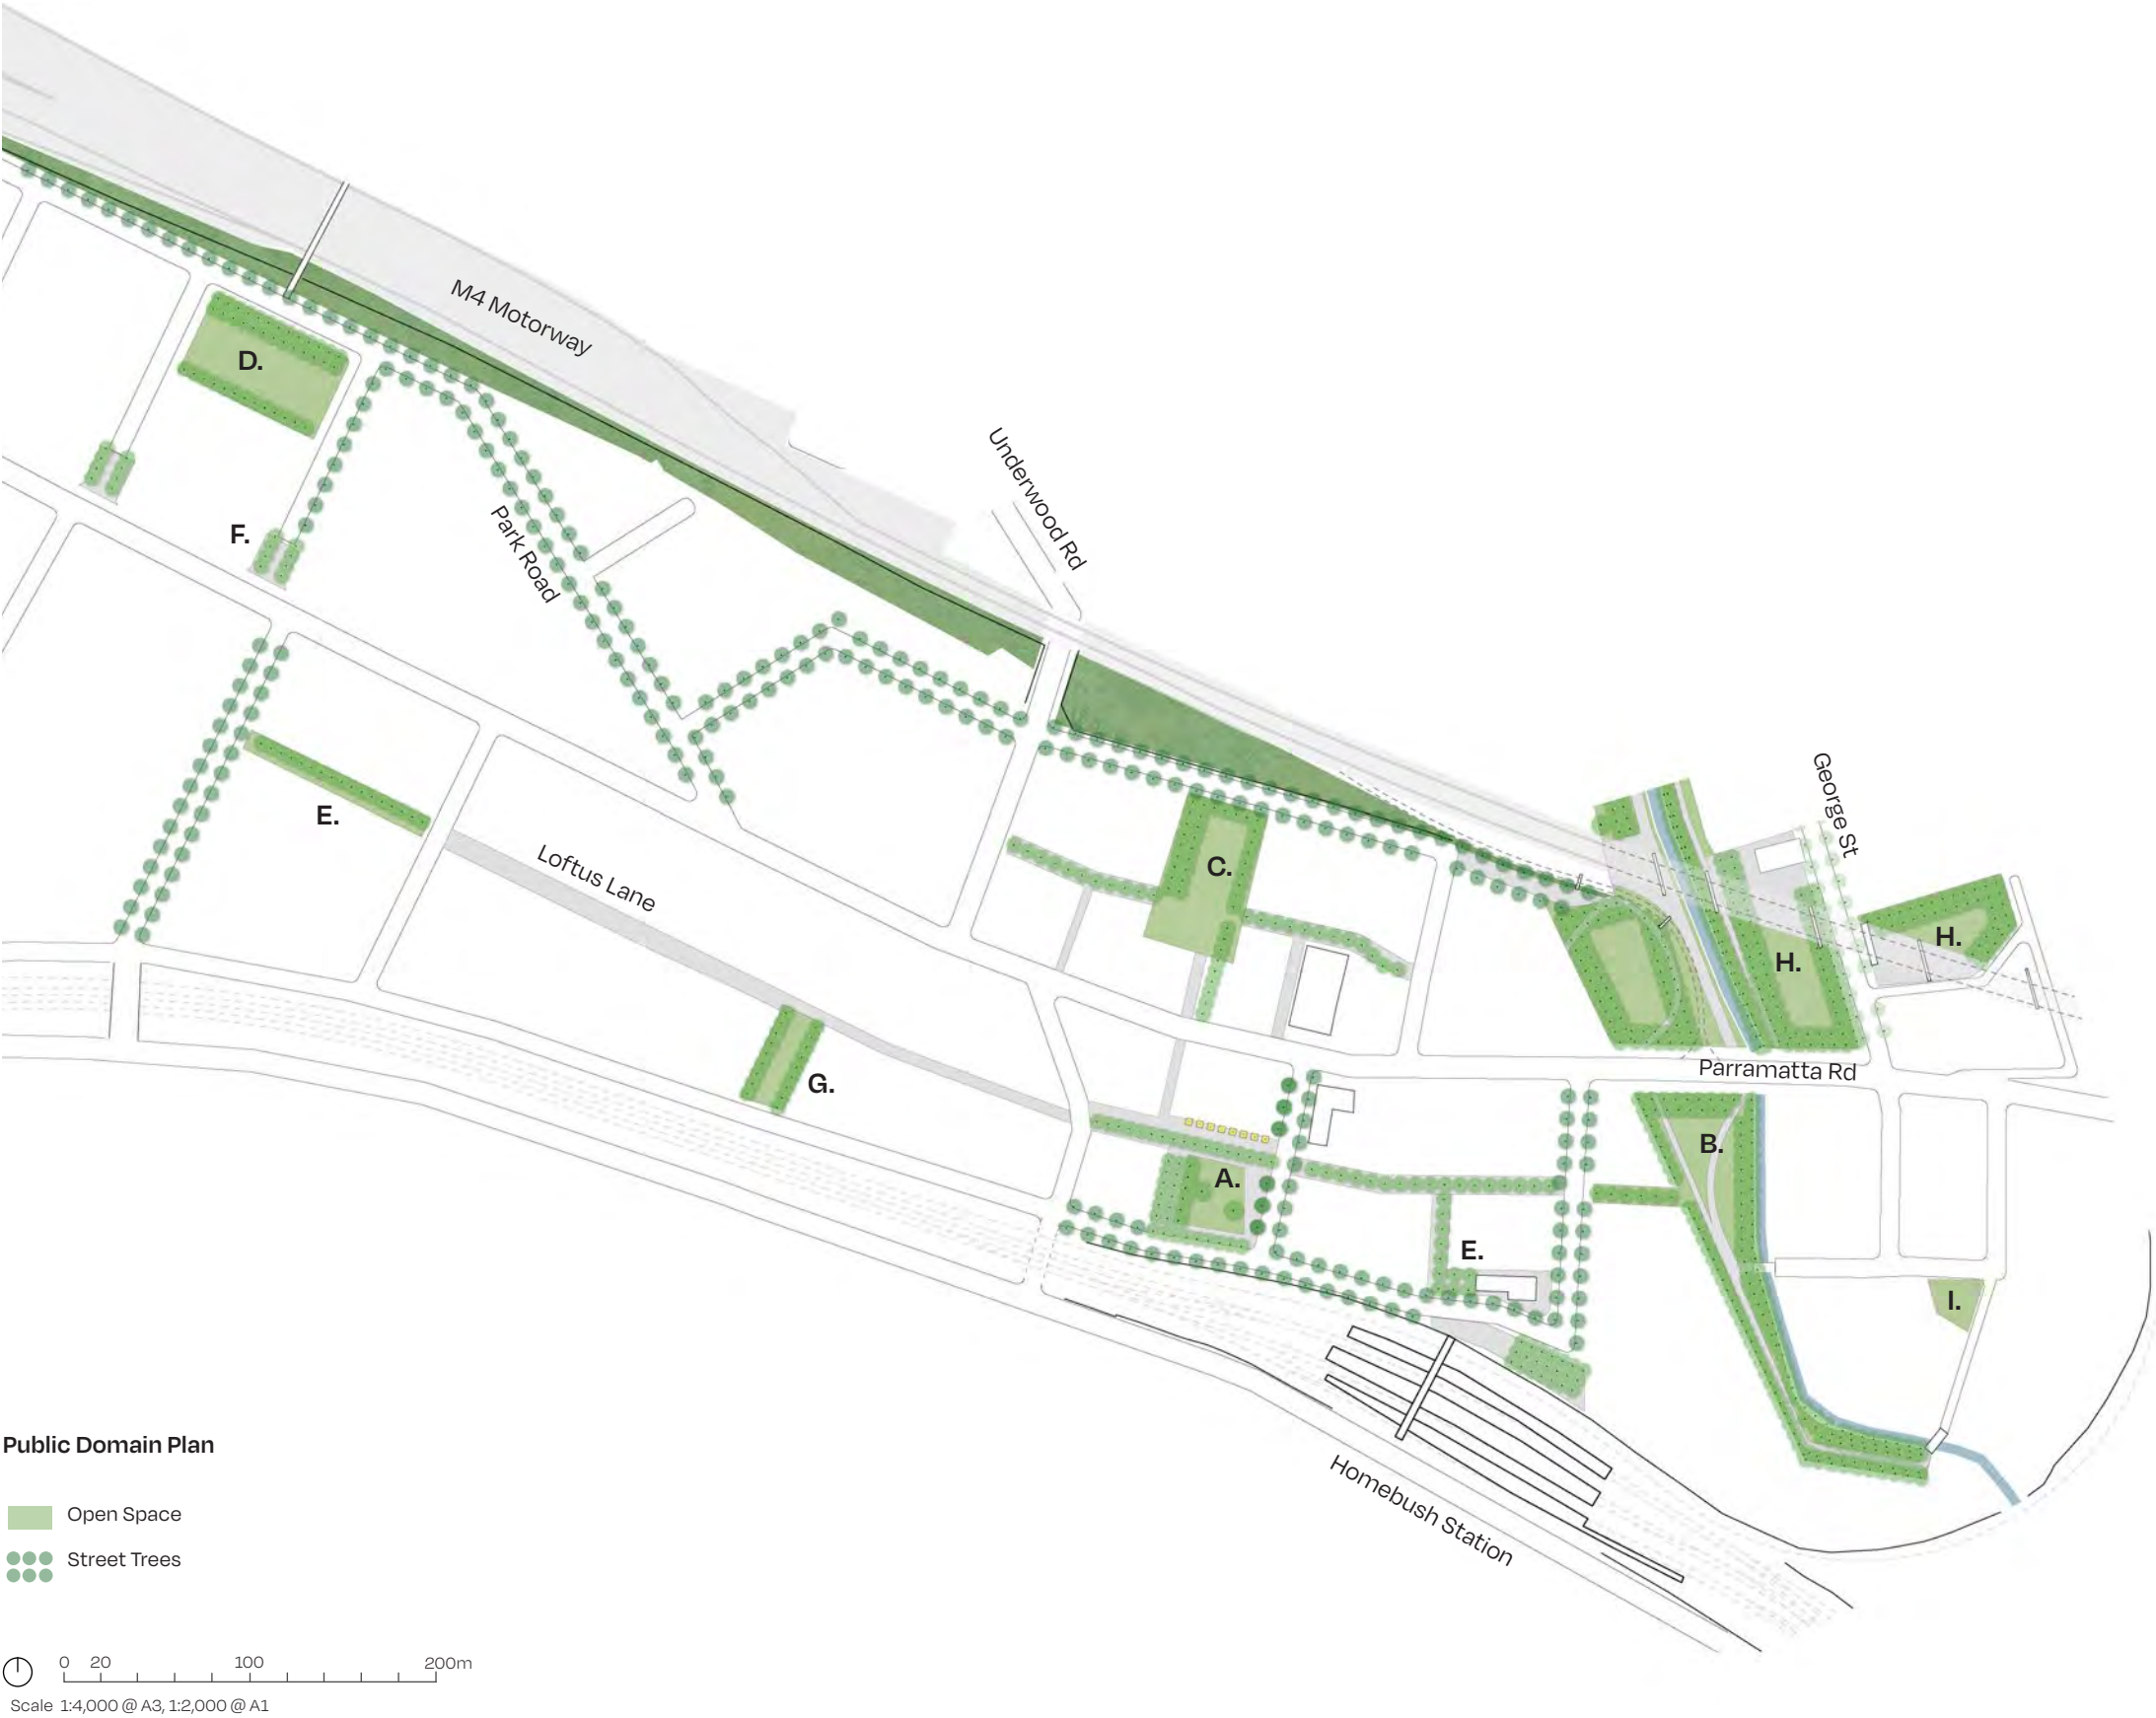 M4 Motorway
Underwood Rd
D.
F.
Park Road
George St
E.
C.
Loftus Lane
H.
H.
G.
Parramatta Rd
B.
A.
E.
I.
Homebush Station
Public Domain Plan
Open Space
Street Trees
0 20 100 200m
Scale 1:4,000 @ A3, 1:2,000 @ A1